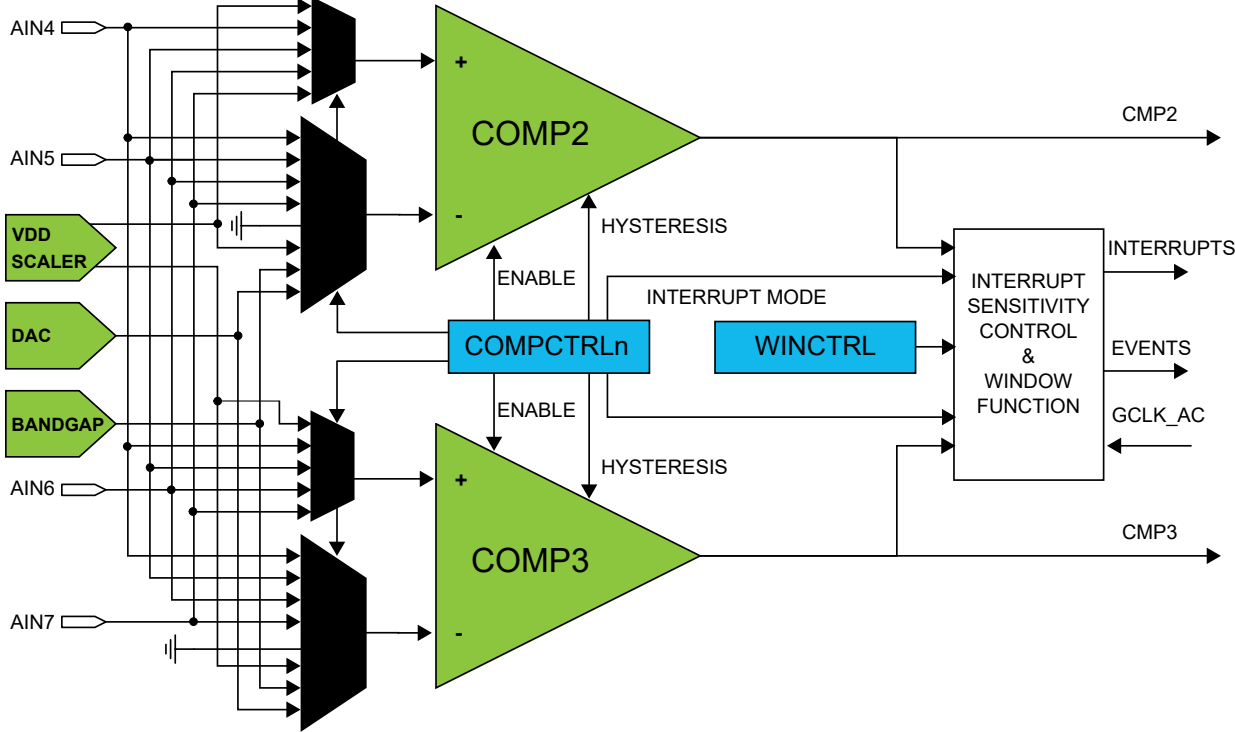 AIN4
+
COMP2
CMP2
AIN5
-
VDD
SCALER
HYSTERESIS
ENABLE
INTERRUPTS
INTERRUPT MODE
INTERRUPT
SENSITIVITY
CONTROL
&
WINDOW
FUNCTION
DAC
COMPCTRLn
WINCTRL
EVENTS
ENABLE
GCLK_AC
BANDGAP
HYSTERESIS
AIN6
+
COMP3
CMP3
AIN7
-